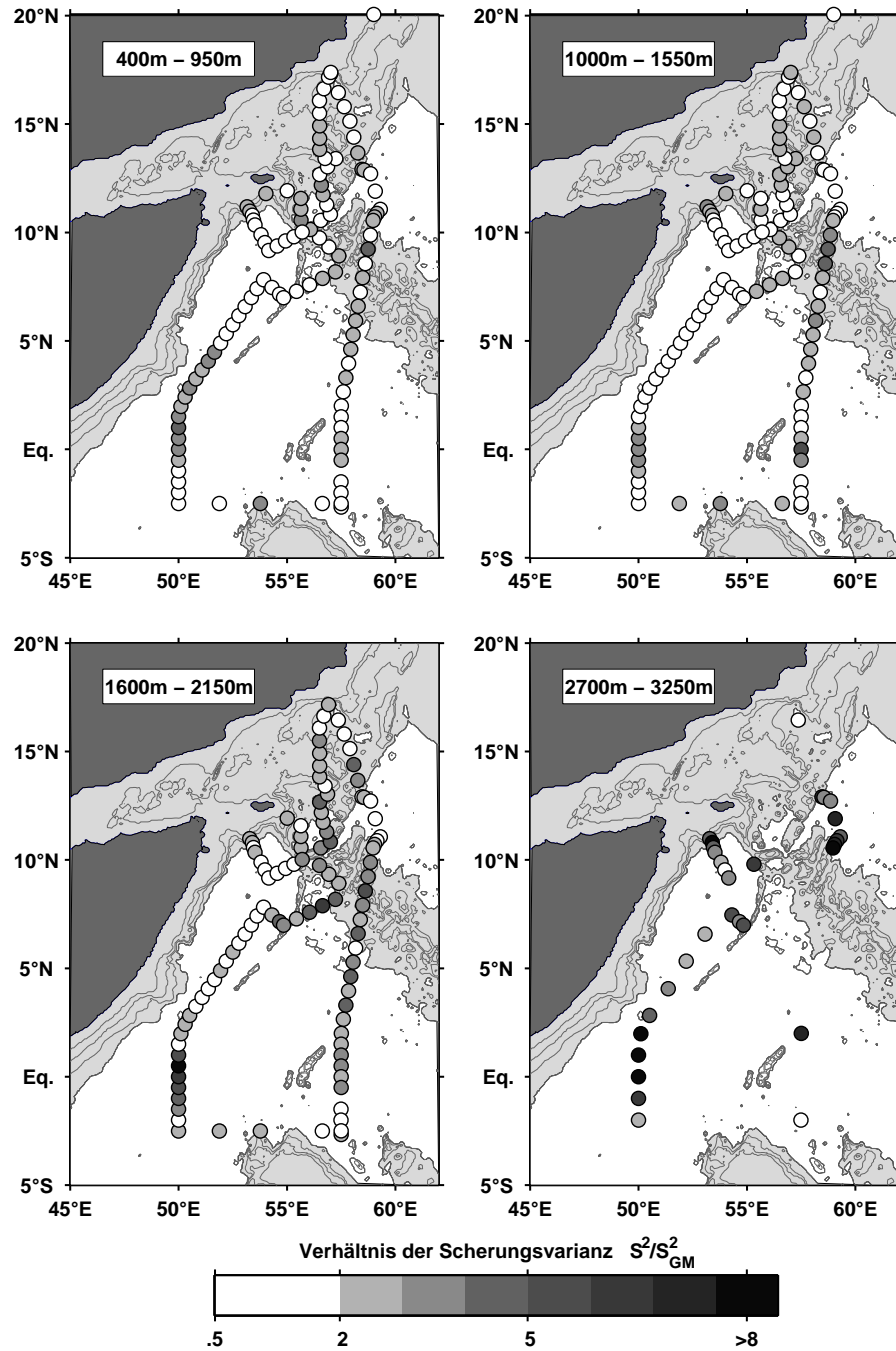 20°N
15°N
10°N
5°N
Eq.
5°S
45°E 50°E 55°E 60°E
400m – 950m
20°N
15°N
10°N
5°N
Eq.
5°S
45°E 50°E 55°E 60°E
1000m – 1550m
20°N
15°N
10°N
5°N
Eq.
5°S
45°E 50°E 55°E 60°E
1600m – 2150m
20°N
15°N
10°N
5°N
Eq.
5°S
45°E 50°E 55°E 60°E
2700m – 3250m
Verhältnis der Scherungsvarianz S²/S²GM
.5 2 5 >8